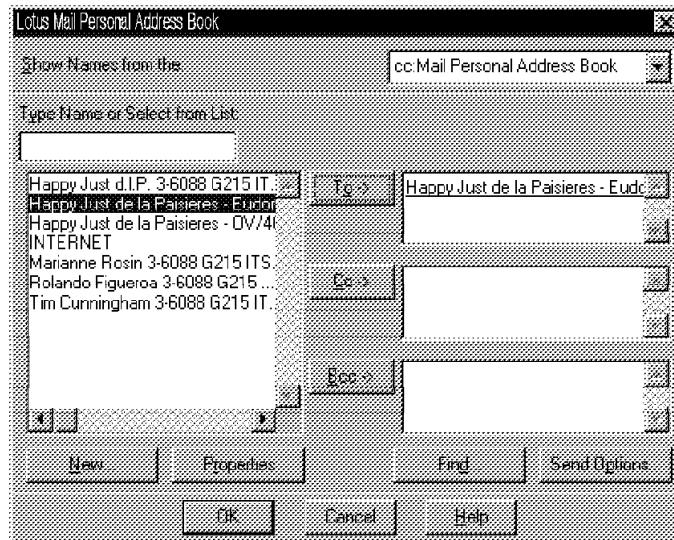 Lotus Mail Personal Address Book
Show Names from the
cc:Mail Personal Address Book
Type Name or Select from List:
Happy Just d.I.P. 3-6088 G215 IT.
Happy Just de la Paisieres - Eudor
Happy Just de la Paisieres - OV/4
INTERNET
Marianne Rosin 3-6088 G215 ITS.
Rolando Figueroa 3-6088 G215 ...
Tim Cunningham 3-6088 G215 IT.
To ->
Happy Just de la Paisieres - Eudo
Cc ->
Bcc ->
New...
Properties
Find
Send Options
OK
Cancel
Help